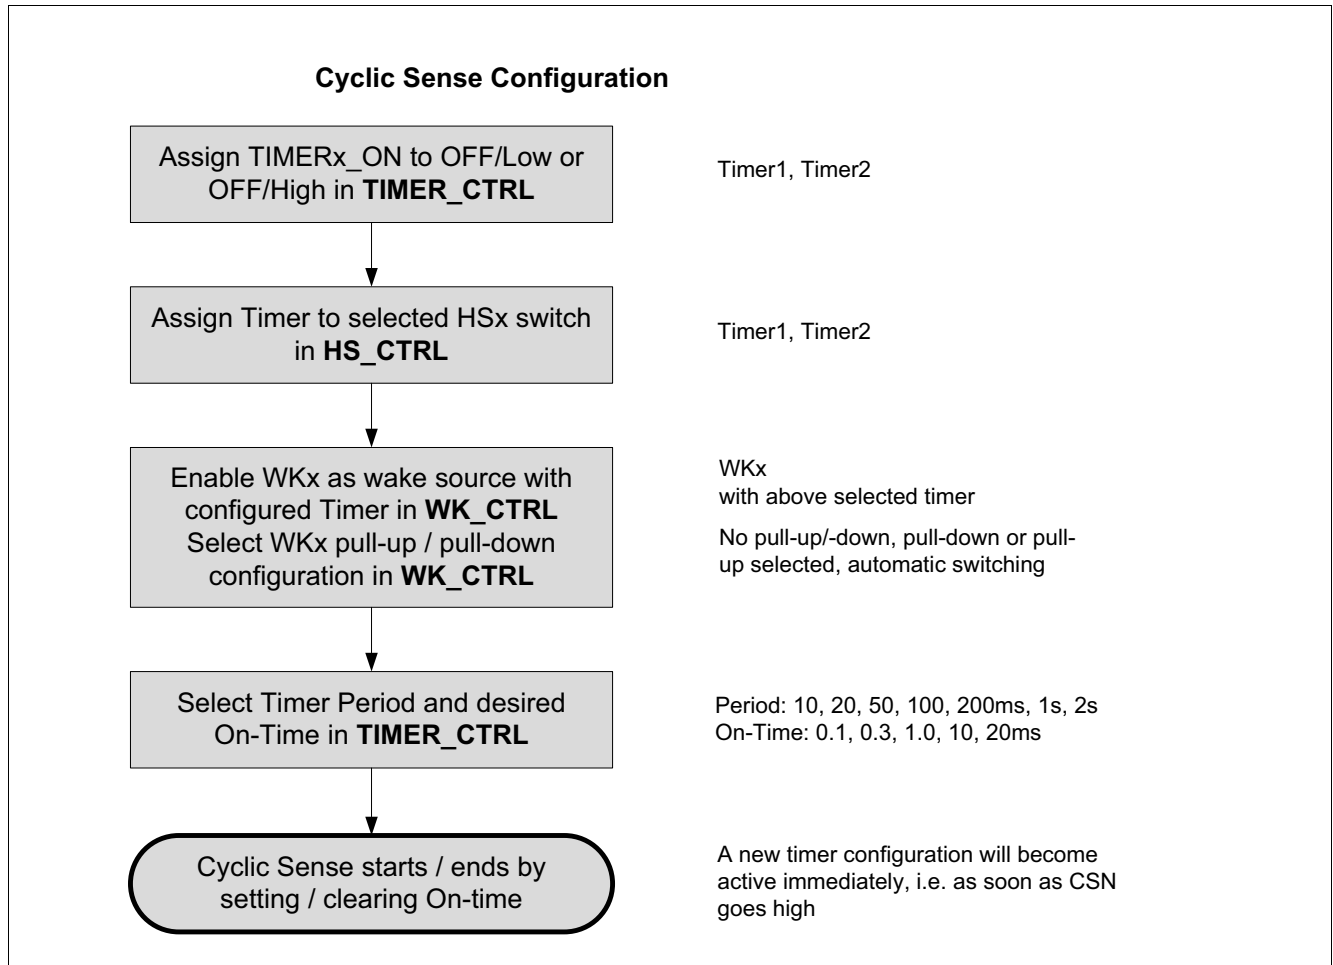 Cyclic Sense Configuration
Assign TIMERx_ON to OFF/Low or
OFF/High in TIMER_CTRL
Timer1, Timer2
Assign Timer to selected HSx switch
in HS_CTRL
Timer1, Timer2
Enable WKx as wake source with
configured Timer in WK_CTRL
Select WKx pull-up / pull-down
configuration in WK_CTRL
WKx
with above selected timer
No pull-up/-down, pull-down or pull-
up selected, automatic switching
Select Timer Period and desired
On-Time in TIMER_CTRL
Period: 10, 20, 50, 100, 200ms, 1s, 2s
On-Time: 0.1, 0.3, 1.0, 10, 20ms
Cyclic Sense starts / ends by
setting / clearing On-time
A new timer configuration will become
active immediately, i.e. as soon as CSN
goes high